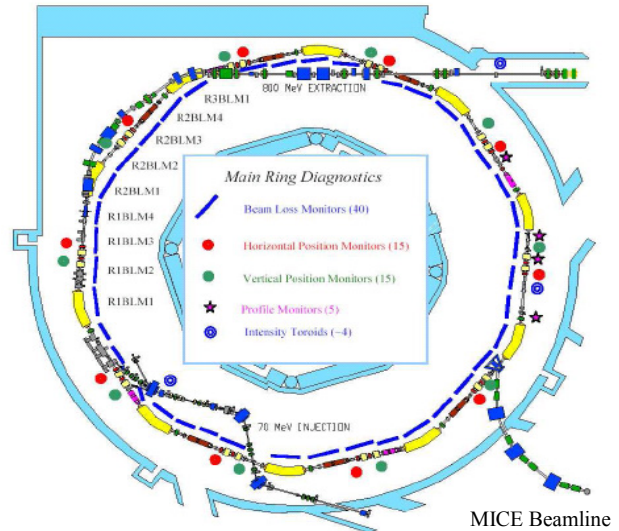 800 MeV EXTRACTION
R3BLM1
R2BLM4
R2BLM3
R2BLM2
R2BLM1
R1BLM4
R1BLM3
R1BLM2
R1BLM1
Main Ring Diagnostics
Beam Loss Monitors (40)
Horizontal Position Monitors (15)
Vertical Position Monitors (15)
Profile Monitors (5)
Intensity Toroids (~4)
70 MeV INJECTION
MICE Beamline